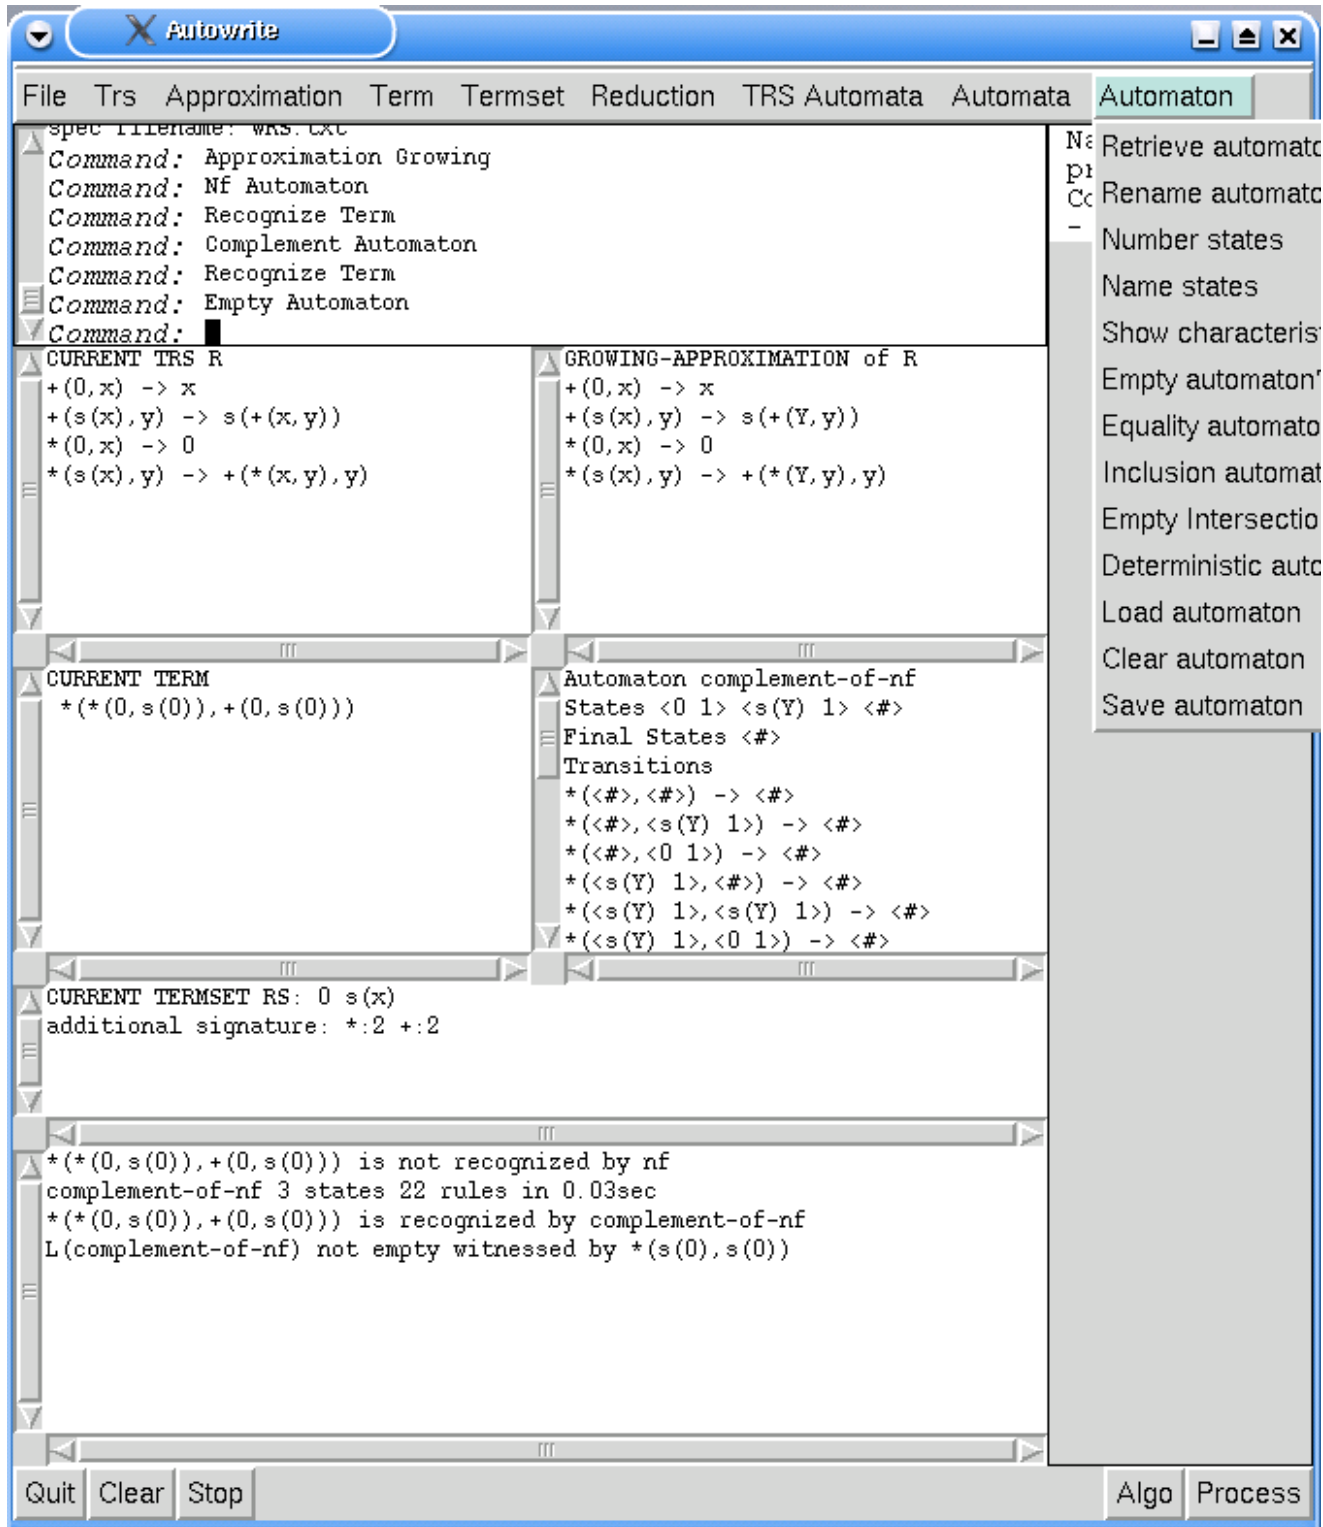 Autowrite
File Trs Approximation Term Termset Reduction TRS Automata Automata Automaton
spec filename: WRS.txt
Command: Approximation Growing
Command: Nf Automaton
Command: Recognize Term
Command: Complement Automaton
Command: Recognize Term
Command: Empty Automaton
Command:
Retrieve automato
Rename automato
Number states
Name states
Show characterist
Empty automaton?
Equality automato
Inclusion automat
Empty Intersectio
Deterministic auto
Load automaton
Clear automaton
Save automaton
CURRENT TRS R
+(0,x) -> x
+(s(x),y) -> s(+(x,y))
*(0,x) -> 0
*(s(x),y) -> +(*(x,y),y)
GROWING-APPROXIMATION of R
+(0,x) -> x
+(s(x),y) -> s(+(Y,y))
*(0,x) -> 0
*(s(x),y) -> +(*(Y,y),y)
CURRENT TERM
*(*(0,s(0)),+(0,s(0)))
Automaton complement-of-nf
States <0 1> <s(Y) 1> <#>
Final States <#>
Transitions
*(<#>,<#>) -> <#>
*(<#>,<s(Y) 1>) -> <#>
*(<#>,<0 1>) -> <#>
*(<s(Y) 1>,<#>) -> <#>
*(<s(Y) 1>,<s(Y) 1>) -> <#>
*(<s(Y) 1>,<0 1>) -> <#>
CURRENT TERMSET RS: 0 s(x)
additional signature: *:2 +:2
*(*(0,s(0)),+(0,s(0))) is not recognized by nf
complement-of-nf 3 states 22 rules in 0.03sec
*(*(0,s(0)),+(0,s(0))) is recognized by complement-of-nf
L(complement-of-nf) not empty witnessed by *(s(0),s(0))
Quit Clear Stop Algo Process